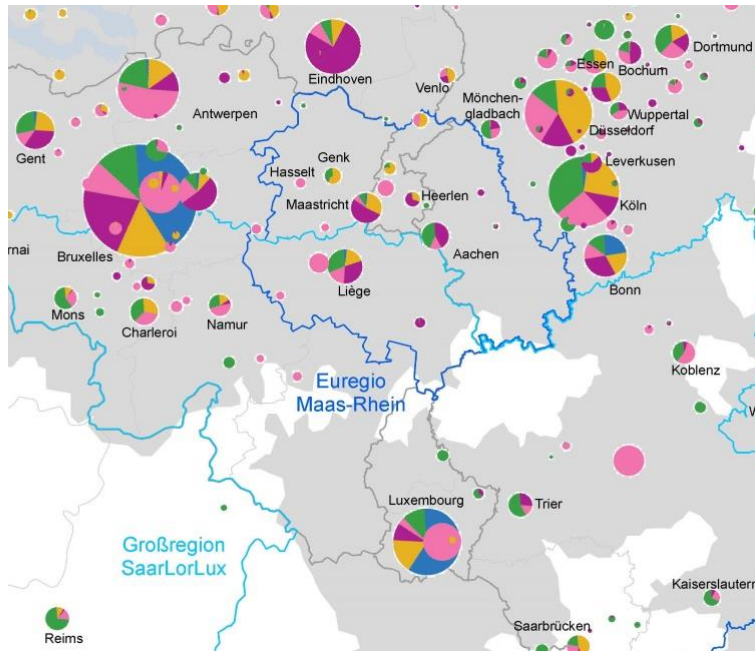 Dortmund
Essen
Bochum
Eindhoven
Venlo
Mönchen-
gladbach
Wuppertal
Antwerpen
Düsseldorf
Gent
Genk
Leverkusen
Hasselt
Maastricht
Heerlen
Köln
Bruxelles
Aachen
rnai
Liège
Bonn
Mons
Charleroi
Namur
Koblenz
Euregio
Maas-Rhein
W
Luxembourg
Trier
Großregion
SaarLorLux
Kaiserslautern
Saarbrücken
Reims